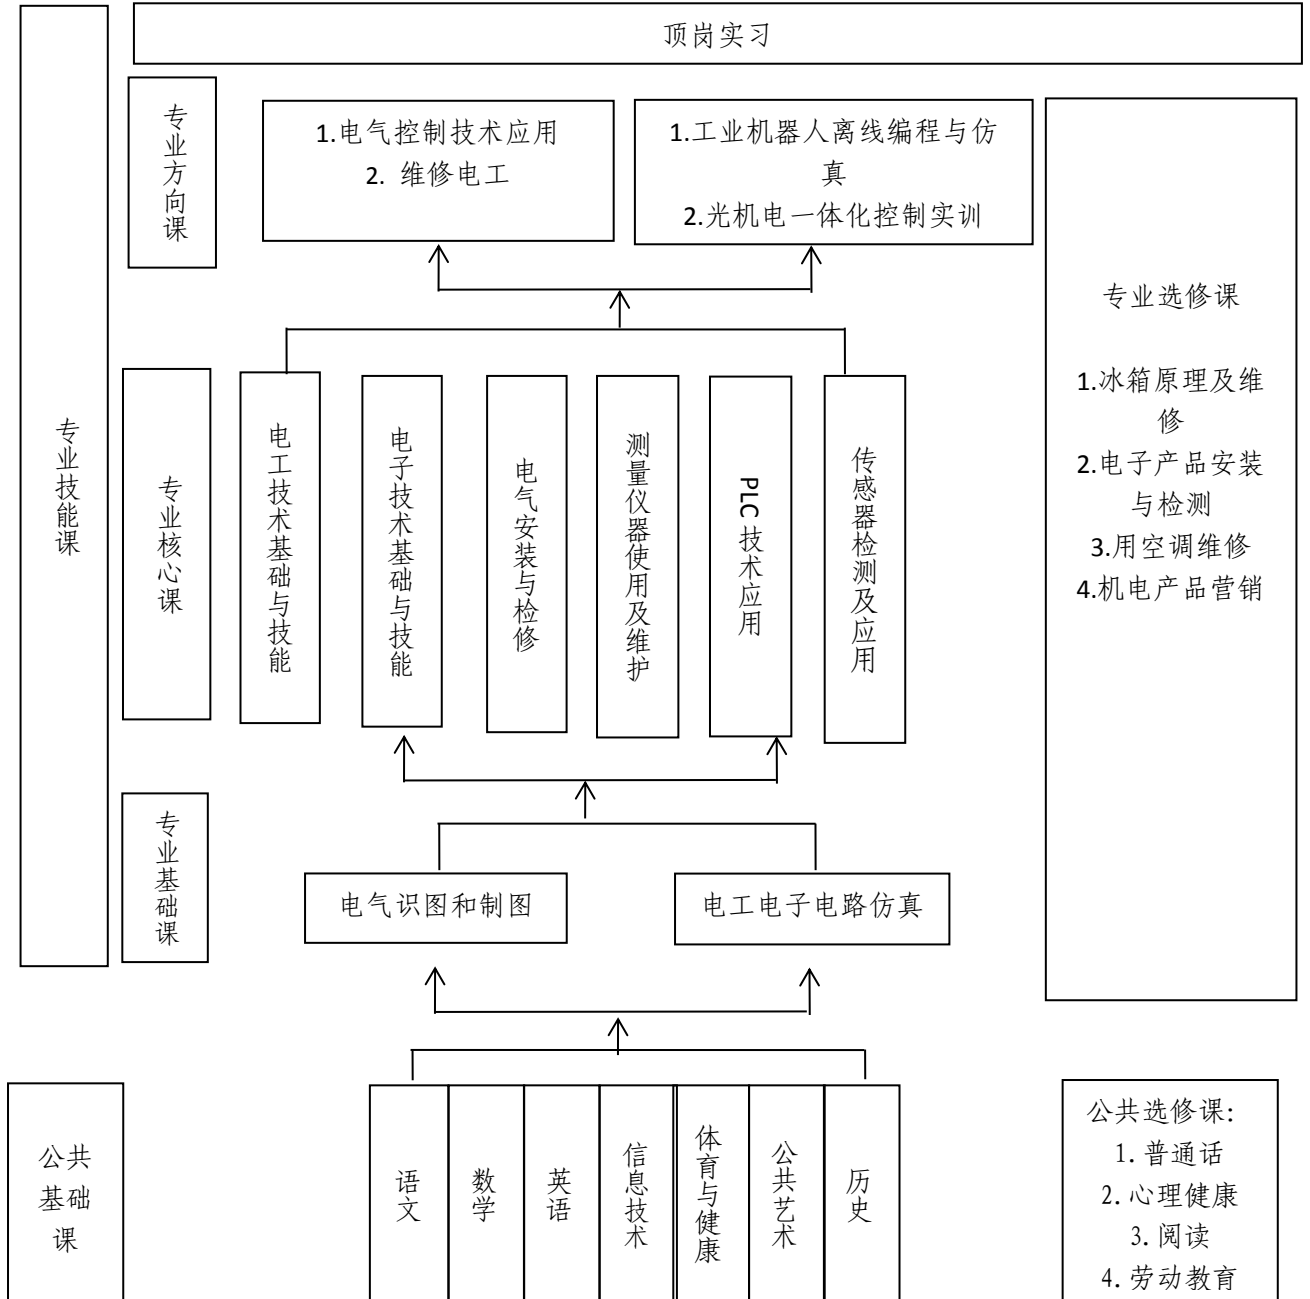 顶岗实习
专业技能课
专业方向课
1.电气控制技术应用
2. 维修电工
1.工业机器人离线编程与仿
真
2.光机电一体化控制实训
专业选修课
1.冰箱原理及维
修
2.电子产品安装
与检测
3.用空调维修
4.机电产品营销
专业核心课
电工技术基础与技能
电子技术基础与技能
电气安装与检修
测量仪器使用及维护
PLC 技术应用
传感器检测及应用
专业基础课
电气识图和制图
电工电子电路仿真
公共
基础
课
语文
数学
英语
信息技术
体育与健康
公共艺术
历史
公共选修课:
1.普通话
2.心理健康
3.阅读
4.劳动教育